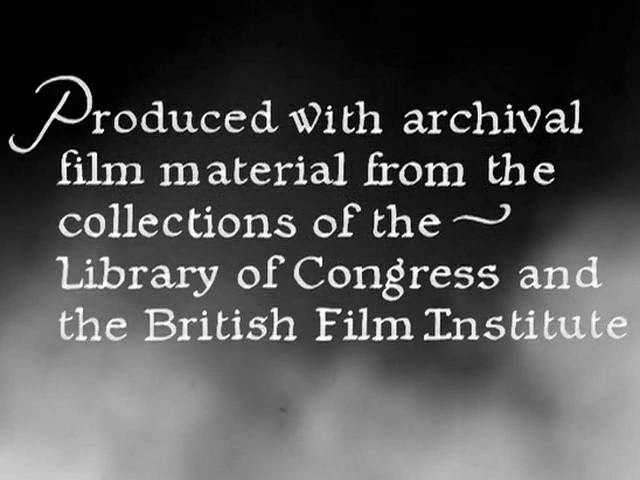 Produced with archival
film material from the
collections of the
Library of Congress and
the British Film Institute